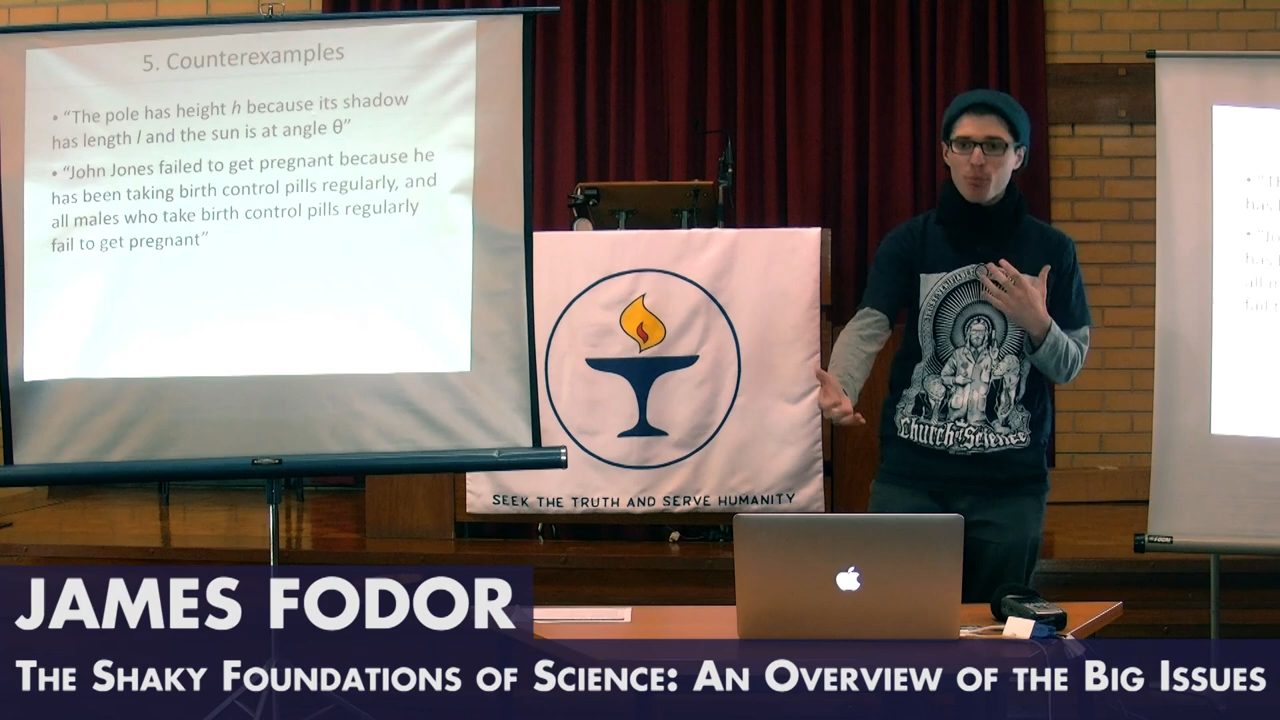 5. Counterexamples
• “The pole has height h because its shadow
has length l and the sun is at angle θ”
• “John Jones failed to get pregnant because he
has been taking birth control pills regularly, and
all males who take birth control pills regularly
fail to get pregnant”
SEEK THE TRUTH AND SERVE HUMANITY
Church of Science
JAMES FODOR
THE SHAKY FOUNDATIONS OF SCIENCE: AN OVERVIEW OF THE BIG ISSUES